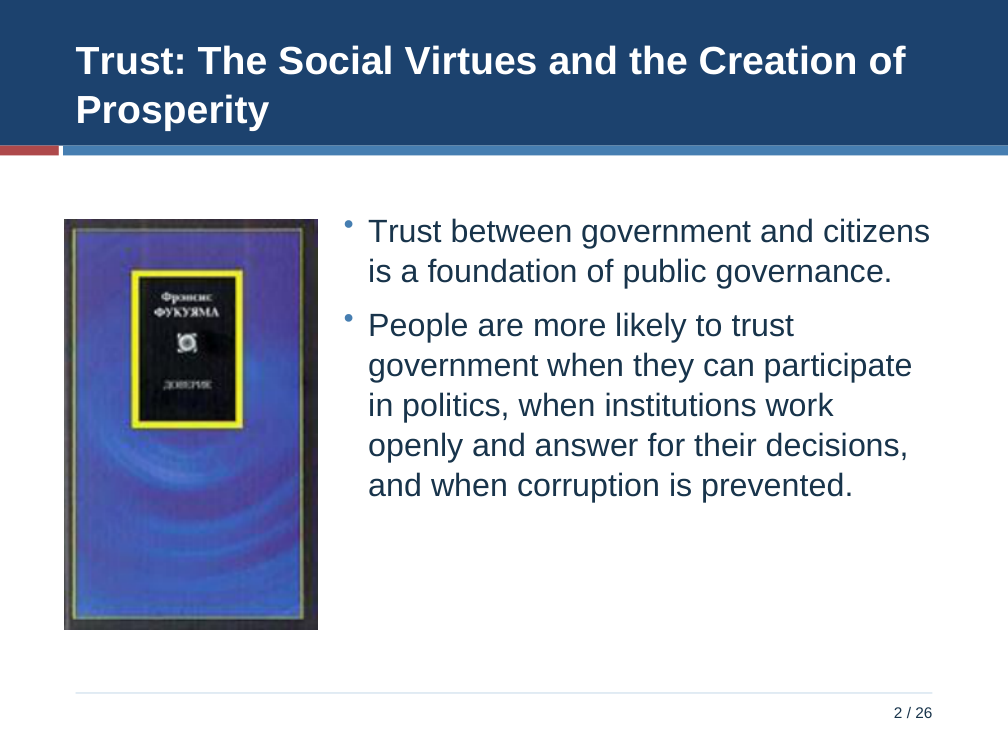 Trust: The Social Virtues and the Creation of
Prosperity
Фрэнсис
ФУКУЯМА
ДОВЕРИЕ
• Trust between government and citizens
is a foundation of public governance.
• People are more likely to trust
government when they can participate
in politics, when institutions work
openly and answer for their decisions,
and when corruption is prevented.
2 / 26